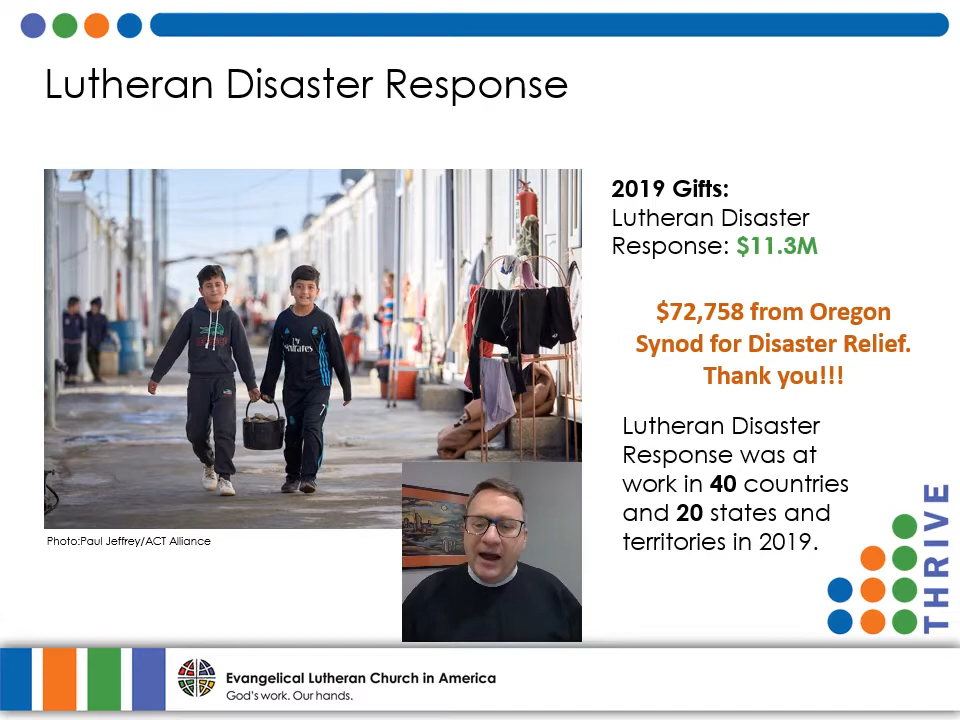 Lutheran Disaster Response
2019 Gifts:
Lutheran Disaster
Response: $11.3M
$72,758 from Oregon
Synod for Disaster Relief.
Thank you!!!
Lutheran Disaster
Response was at
work in 40 countries
and 20 states and
territories in 2019.
Emirates
7
Photo:Paul Jeffrey/ACT Alliance
THRIVE
Evangelical Lutheran Church in America
God's work. Our hands.